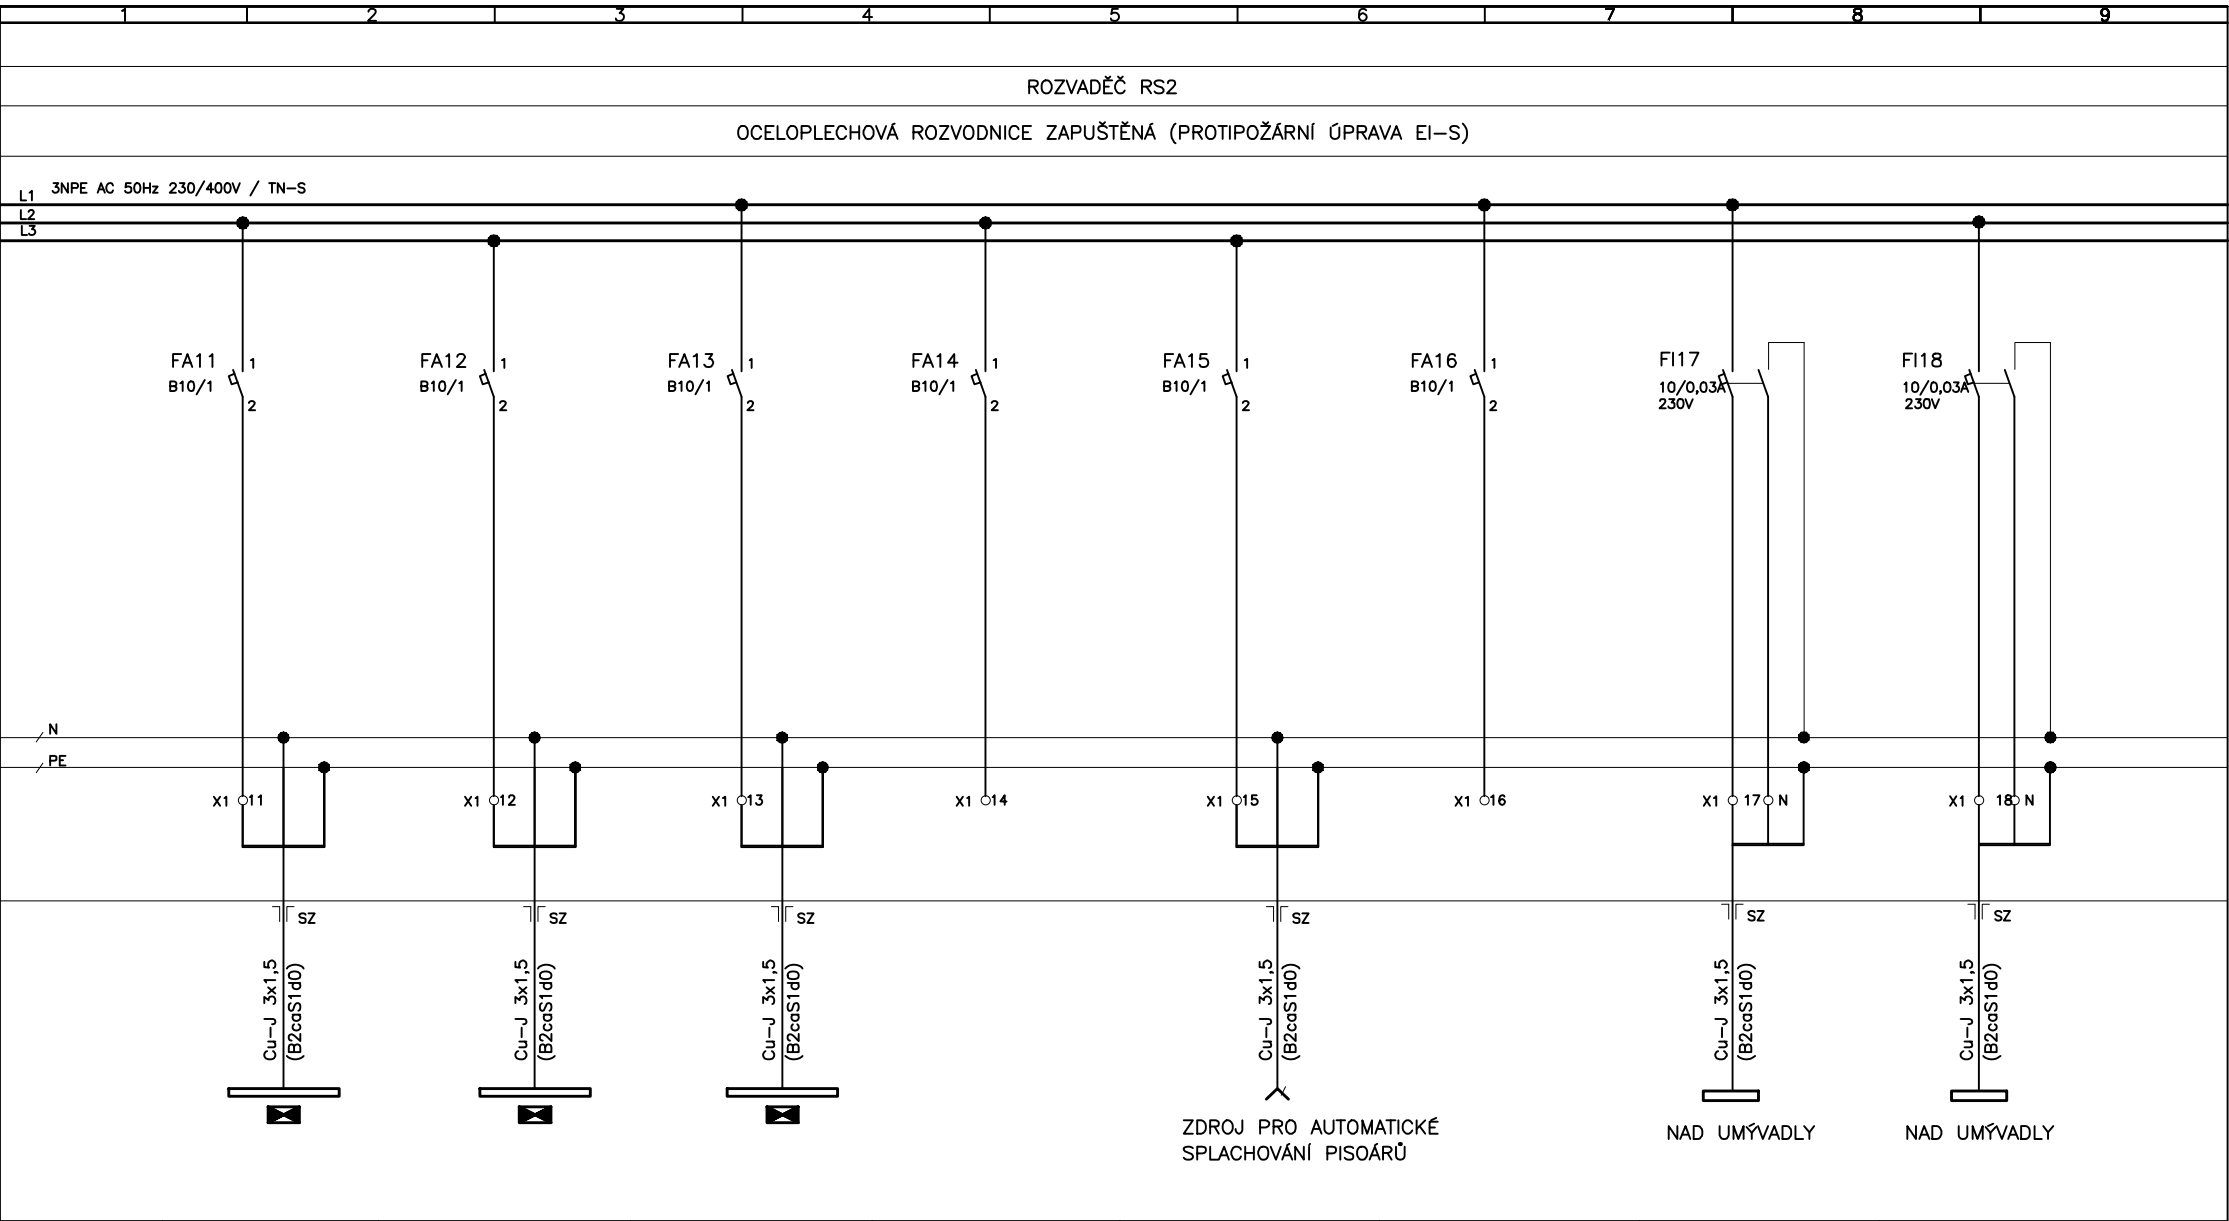 1 2 3 4 5 6 7 8 9
ROZVADĚČ RS2
OCELOPLECHOVÁ ROZVODNICE ZAPUŠTĚNÁ (PROTIPOŽÁRNÍ ÚPRAVA EI-S)
3NPE AC 50Hz 230/400V / TN-S
L1
L2
L3
FA11 1
B10/1
2
FA12 1
B10/1
2
FA13 1
B10/1
2
FA14 1
B10/1
2
FA15 1
B10/1
2
FA16 1
B10/1
2
FI17
10/0,03A
230V
FI18
10/0,03A
230V
N
PE
X1 11
X1 12
X1 13
X1 14
X1 15
X1 16
X1 17 N
X1 18 N
SZ
SZ
SZ
SZ
SZ
SZ
Cu-J 3x1,5
(B2caS1d0)
Cu-J 3x1,5
(B2caS1d0)
Cu-J 3x1,5
(B2caS1d0)
Cu-J 3x1,5
(B2caS1d0)
Cu-J 3x1,5
(B2caS1d0)
Cu-J 3x1,5
(B2caS1d0)
ZDROJ PRO AUTOMATICKÉ
SPLACHOVÁNÍ PISOÁRŮ
NAD UMÝVADLY
NAD UMÝVADLY